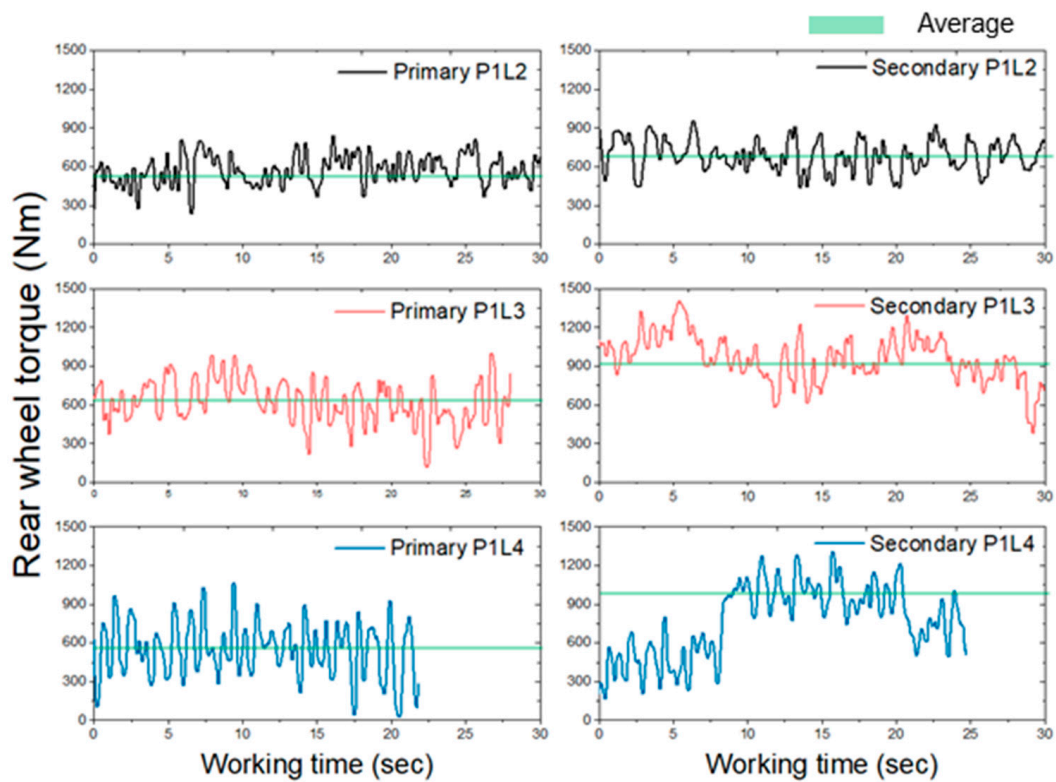 Average
Rear wheel torque (Nm)
1500
1200
900
600
300
0
Primary P1L2
0 5 10 15 20 25 30
1500
1200
900
600
300
0
Secondary P1L2
0 5 10 15 20 25 30
1500
1200
900
600
300
0
Primary P1L3
0 5 10 15 20 25 30
1500
1200
900
600
300
0
Secondary P1L3
0 5 10 15 20 25 30
1500
1200
900
600
300
0
Primary P1L4
0 5 10 15 20 25 30
Working time (sec)
1500
1200
900
600
300
0
Secondary P1L4
0 5 10 15 20 25 30
Working time (sec)